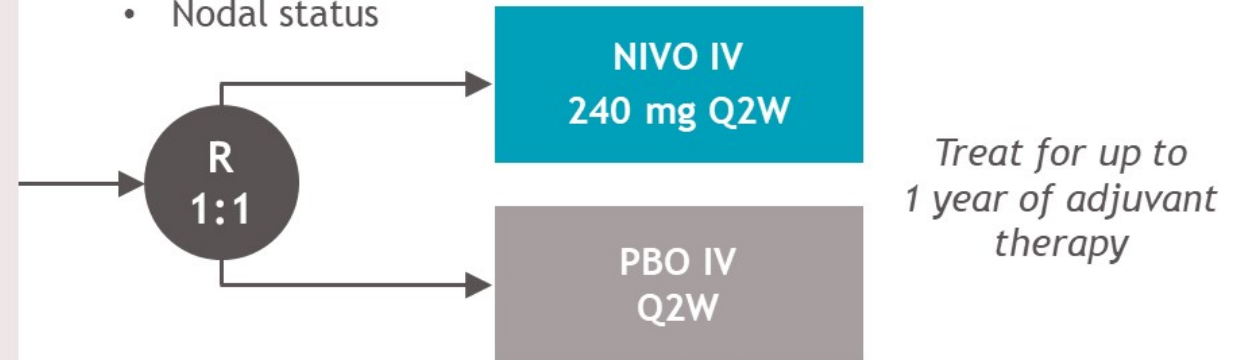 • Nodal status
NIVO IV
240 mg Q2W
R
1:1
Treat for up to
1 year of adjuvant
therapy
PBO IV
Q2W